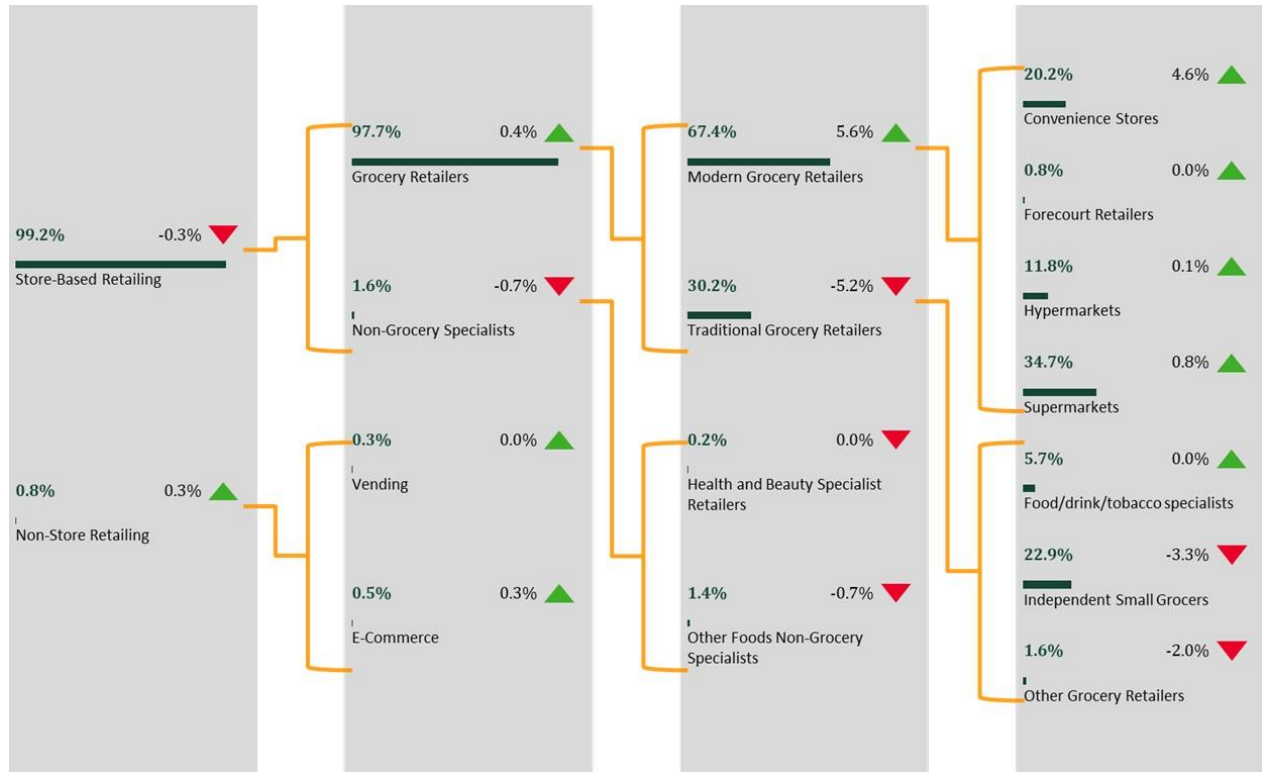 99.2% -0.3%
Store-Based Retailing
0.8% 0.3%
Non-Store Retailing
97.7% 0.4%
Grocery Retailers
1.6% -0.7%
Non-Grocery Specialists
0.3% 0.0%
Vending
0.5% 0.3%
E-Commerce
67.4% 5.6%
Modern Grocery Retailers
30.2% -5.2%
Traditional Grocery Retailers
0.2% 0.0%
Health and Beauty Specialist
Retailers
1.4% -0.7%
Other Foods Non-Grocery
Specialists
20.2% 4.6%
Convenience Stores
0.8% 0.0%
Forecourt Retailers
11.8% 0.1%
Hypermarkets
34.7% 0.8%
Supermarkets
5.7% 0.0%
Food/drink/tobacco specialists
22.9% -3.3%
Independent Small Grocers
1.6% -2.0%
Other Grocery Retailers